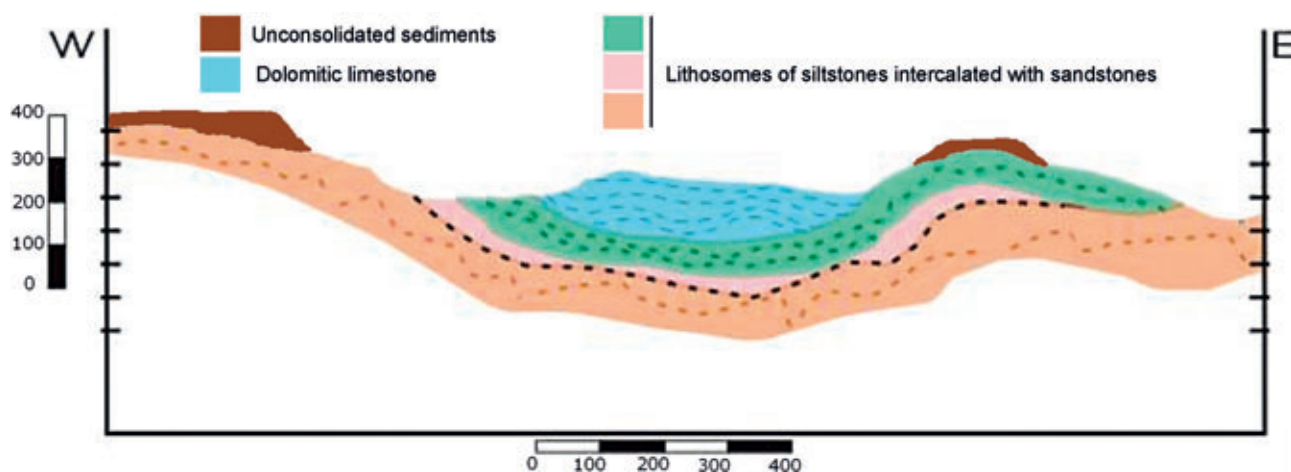 W
E
Unconsolidated sediments
Dolomitic limestone
Lithosomes of siltstones intercalated with sandstones
400
300
200
100
0
0 100 200 300 400